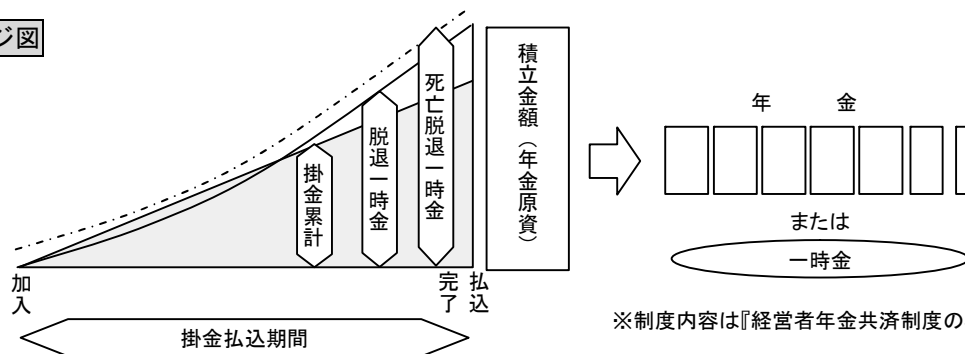 ジ図
死亡脱退一時金
脱退一時金
掛金累計
積立金額（年金原資）
年金
または
一時金
加入
払込完了
掛金払込期間
※制度内容は『経営者年金共済制度の